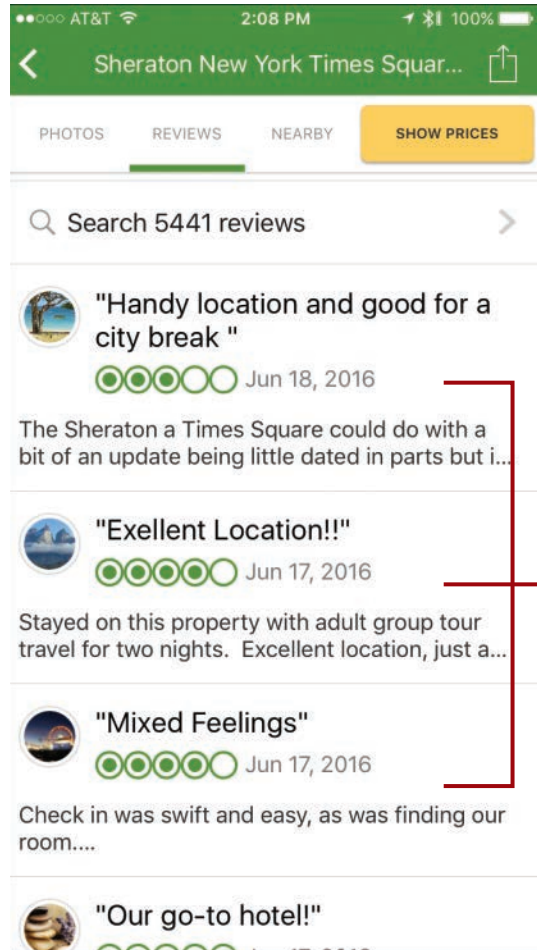 AT&T 2:08 PM 100%
Sheraton New York Times Squar...
PHOTOS REVIEWS NEARBY SHOW PRICES
Search 5441 reviews
"Handy location and good for a
city break "
Jun 18, 2016
The Sheraton a Times Square could do with a
bit of an update being little dated in parts but i...
"Exellent Location!!"
Jun 17, 2016
Stayed on this property with adult group tour
travel for two nights. Excellent location, just a...
"Mixed Feelings"
Jun 17, 2016
Check in was swift and easy, as was finding our
room....
"Our go-to hotel!"